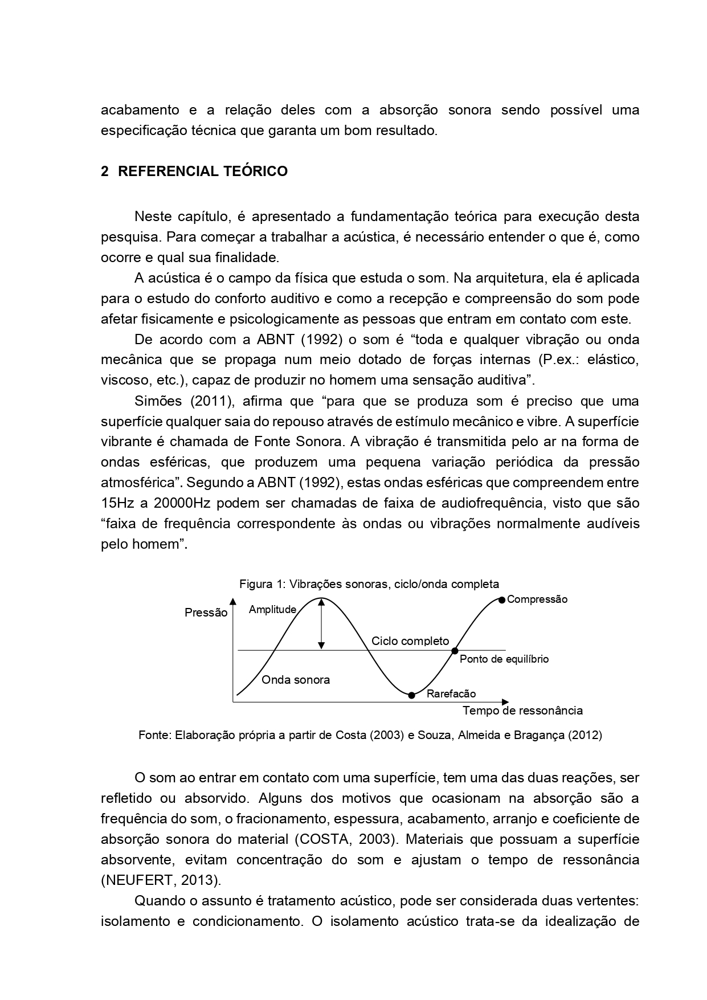 acabamento e a relação deles com a absorção sonora sendo possível uma
especificação técnica que garanta um bom resultado.
2 REFERENCIAL TEÓRICO
Neste capítulo, é apresentado a fundamentação teórica para execução desta
pesquisa. Para começar a trabalhar a acústica, é necessário entender o que é, como
ocorre e qual sua finalidade.
A acústica é o campo da física que estuda o som. Na arquitetura, ela é aplicada
para o estudo do conforto auditivo e como a recepção e compreensão do som pode
afetar fisicamente e psicologicamente as pessoas que entram em contato com este.
De acordo com a ABNT (1992) o som é “toda e qualquer vibração ou onda
mecânica que se propaga num meio dotado de forças internas (P.ex.: elástico,
viscoso, etc.), capaz de produzir no homem uma sensação auditiva”.
Simões (2011), afirma que “para que se produza som é preciso que uma
superfície qualquer saia do repouso através de estímulo mecânico e vibre. A superfície
vibrante é chamada de Fonte Sonora. A vibração é transmitida pelo ar na forma de
ondas esféricas, que produzem uma pequena variação periódica da pressão
atmosférica”. Segundo a ABNT (1992), estas ondas esféricas que compreendem entre
15Hz a 20000Hz podem ser chamadas de faixa de audiofrequência, visto que são
“faixa de frequência correspondente às ondas ou vibrações normalmente audíveis
pelo homem”.
Figura 1: Vibrações sonoras, ciclo/onda completa
Compressão
Amplitude
Pressão
Ciclo completo
Ponto de equilíbrio
Onda sonora
Rarefação
Tempo de ressonância
Fonte: Elaboração própria a partir de Costa (2003) e Souza, Almeida e Bragança (2012)
O som ao entrar em contato com uma superfície, tem uma das duas reações, ser
refletido ou absorvido. Alguns dos motivos que ocasionam na absorção são a
frequência do som, o fracionamento, espessura, acabamento, arranjo e coeficiente de
absorção sonora do material (COSTA, 2003). Materiais que possuam a superfície
absorvente, evitam concentração do som e ajustam o tempo de ressonância
(NEUFERT, 2013).
Quando o assunto é tratamento acústico, pode ser considerada duas vertentes:
isolamento e condicionamento. O isolamento acústico trata-se da idealização de